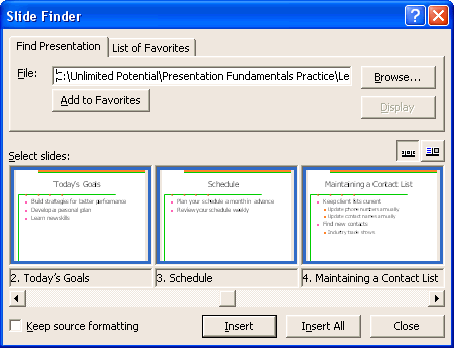 Slide Finder
Find Presentation
List of Favorites
File:
C:\Unlimited Potential\Presentation Fundamentals Practice\Le
Browse...
Add to Favorites
Display
Select slides:
Today's Goals
Build strategies for better performance
Develop a personal plan
Learn new skills
Schedule
Plan your schedule a month in advance
Review your schedule weekly
Maintaining a Contact List
Keep client lists current
Update phone numbers annually
Update contact names annually
Find new contacts
Industry trade shows
2. Today's Goals
3. Schedule
4. Maintaining a Contact List
Keep source formatting
Insert
Insert All
Close